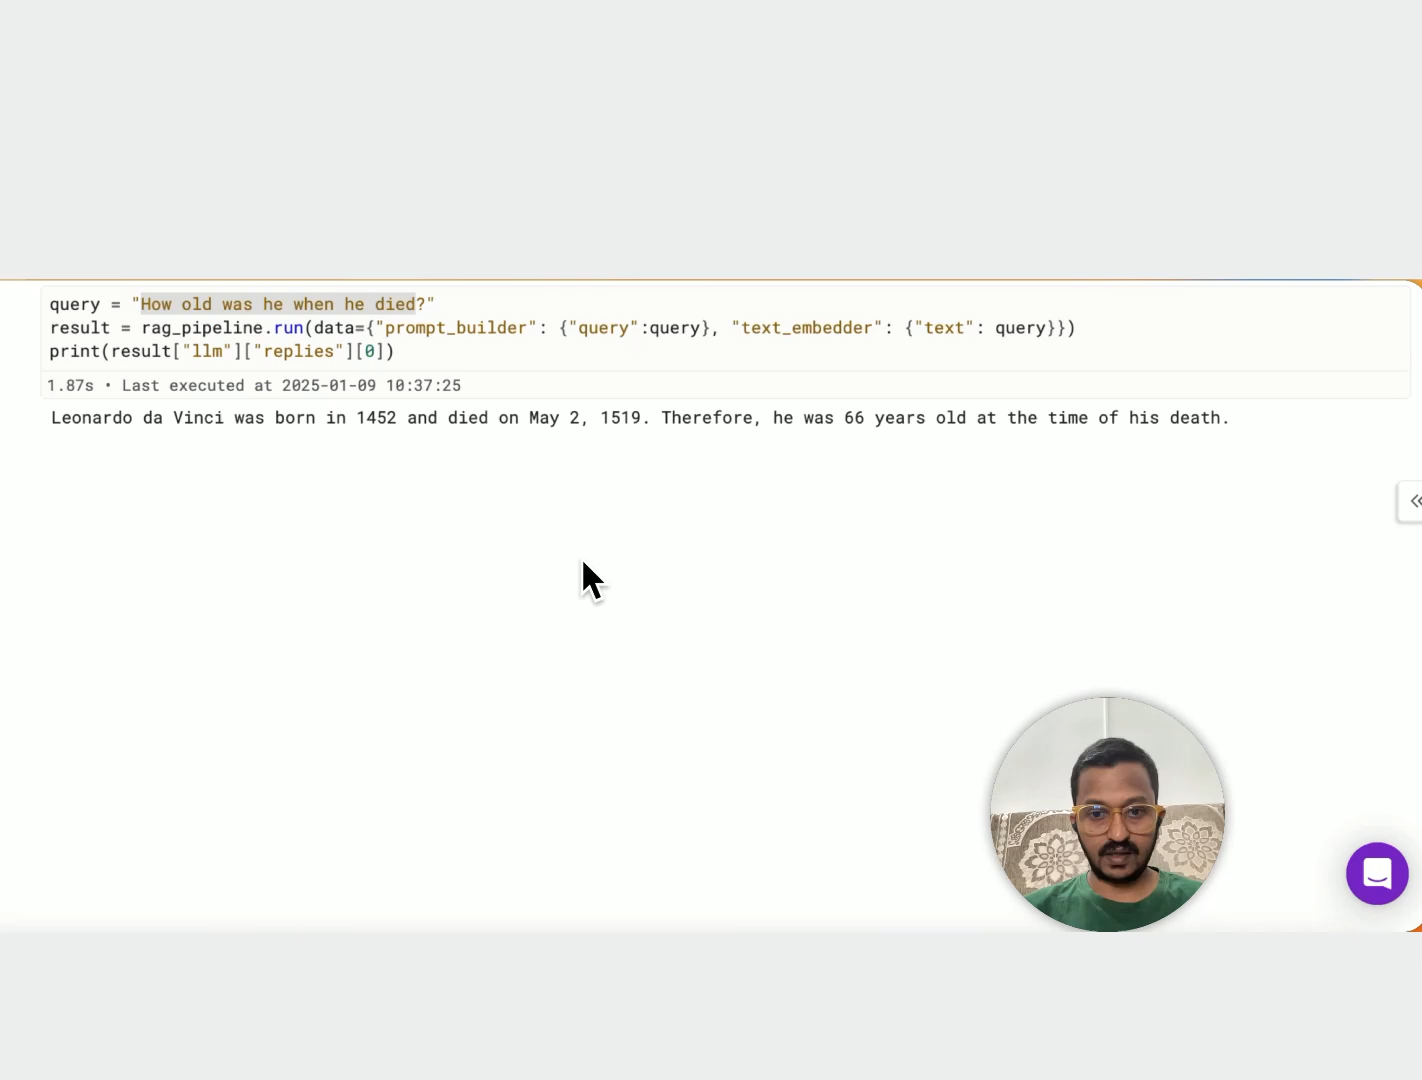 query = "How old was he when he died?"
result = rag_pipeline.run(data={"prompt_builder": {"query":query}, "text_embedder": {"text": query}})
print(result["llm"]["replies"][0])
1.87s • Last executed at 2025-01-09 10:37:25
Leonardo da Vinci was born in 1452 and died on May 2, 1519. Therefore, he was 66 years old at the time of his death.